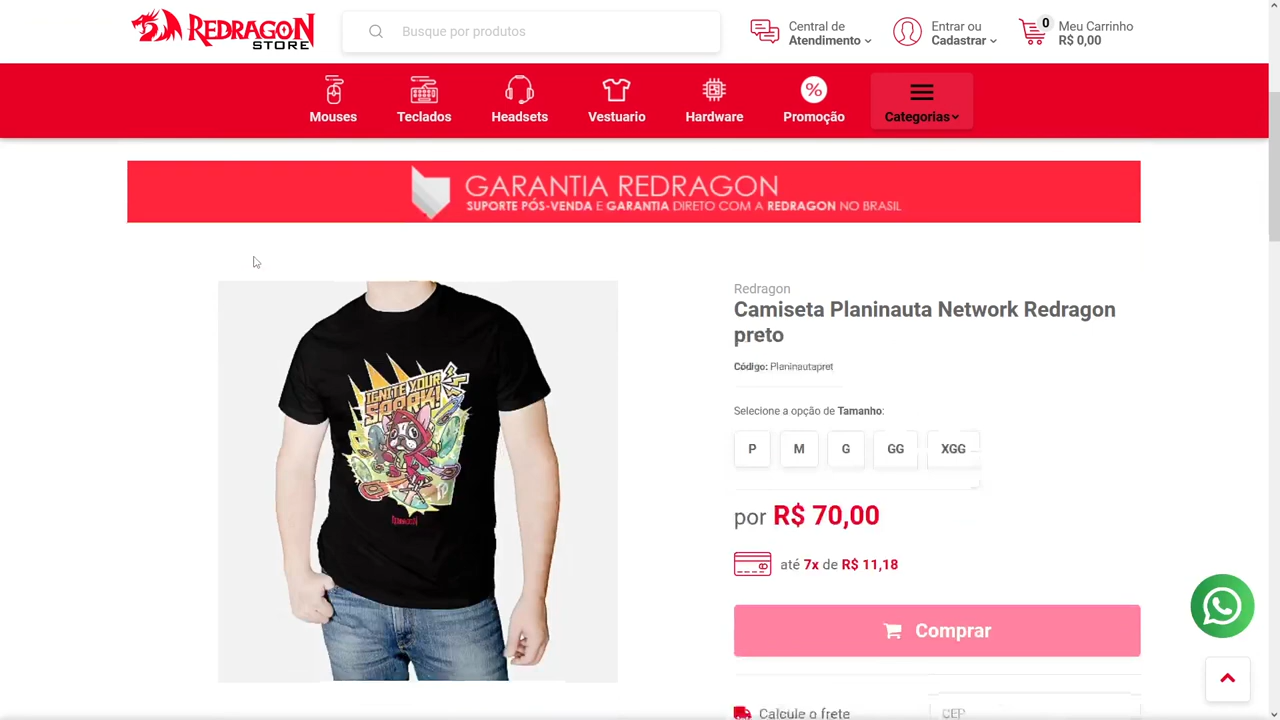 REDRAGON
STORE
Busque por produtos
Central de
Atendimento
Entrar ou
Cadastrar
0
Meu Carrinho
R$ 0,00
Mouses
Teclados
Headsets
Vestuario
Hardware
%
Promoção
Categorias
GARANTIA REDRAGON
SUPORTE PÓS-VENDA E GARANTIA DIRETO COM A REDRAGON NO BRASIL
IGNITE YOUR
SPARK!
REDRAGON
Redragon
Camiseta Planinauta Network Redragon
preto
Código: Planinautapret
Selecione a opção de Tamanho:
P M G GG XGG
por R$ 70,00
até 7x de R$ 11,18
Comprar
Calcule o frete
CEP